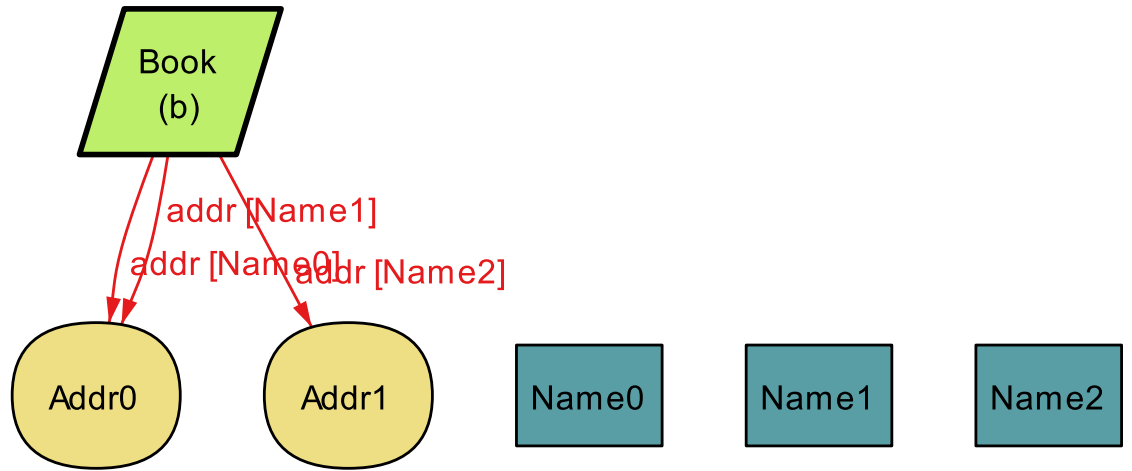 Book
(b)
addr [Name1]
addr [Name0]
addr [Name2]
Addr0
Addr1
Name0
Name1
Name2